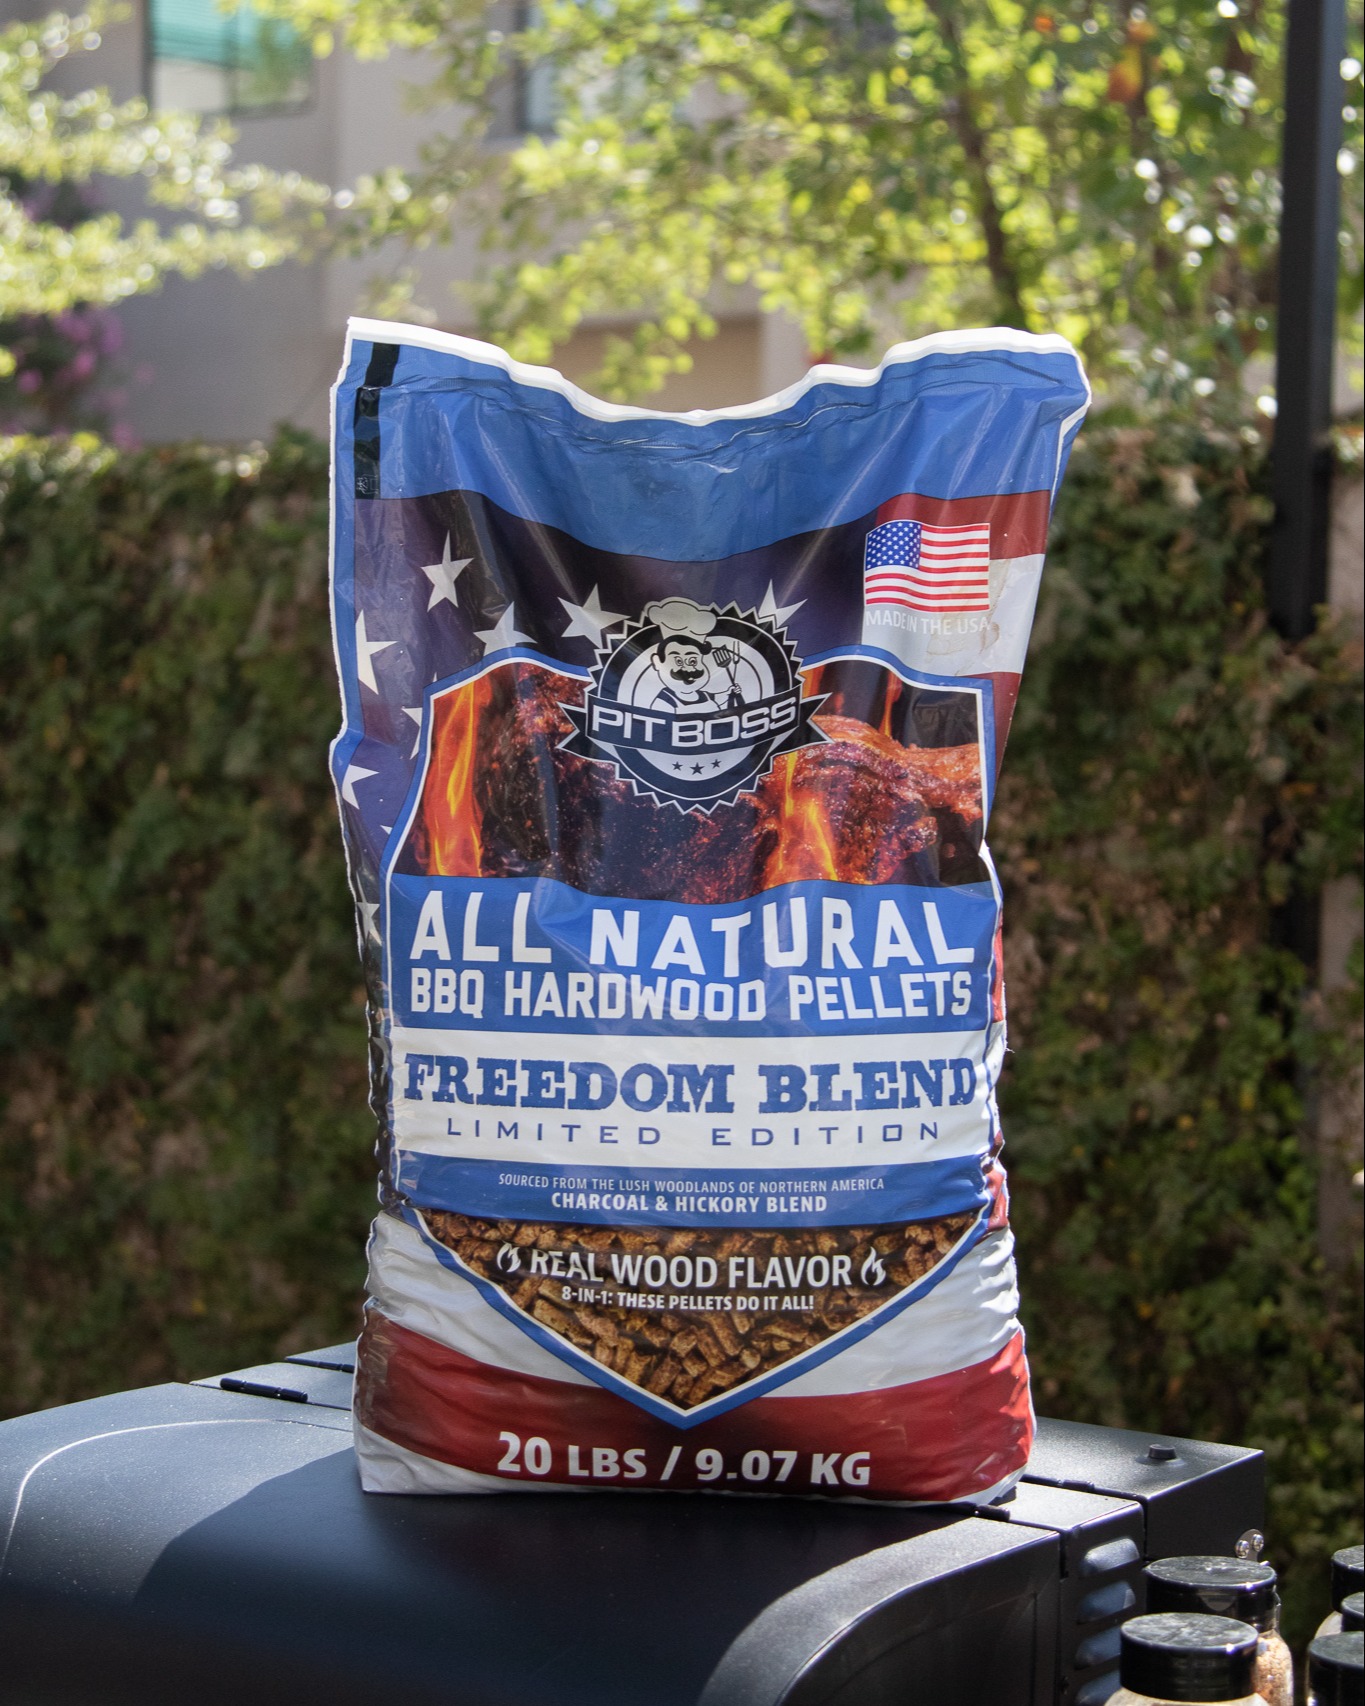 MADE IN THE USA
PIT BOSS
ALL NATURAL
BBQ HARDWOOD PELLETS
FREEDOM BLEND
LIMITED EDITION
SOURCED FROM THE LUSH WOODLANDS OF NORTHERN AMERICA
CHARCOAL & HICKORY BLEND
REAL WOOD FLAVOR
8-IN-1: THESE PELLETS DO IT ALL!
20 LBS / 9.07 KG